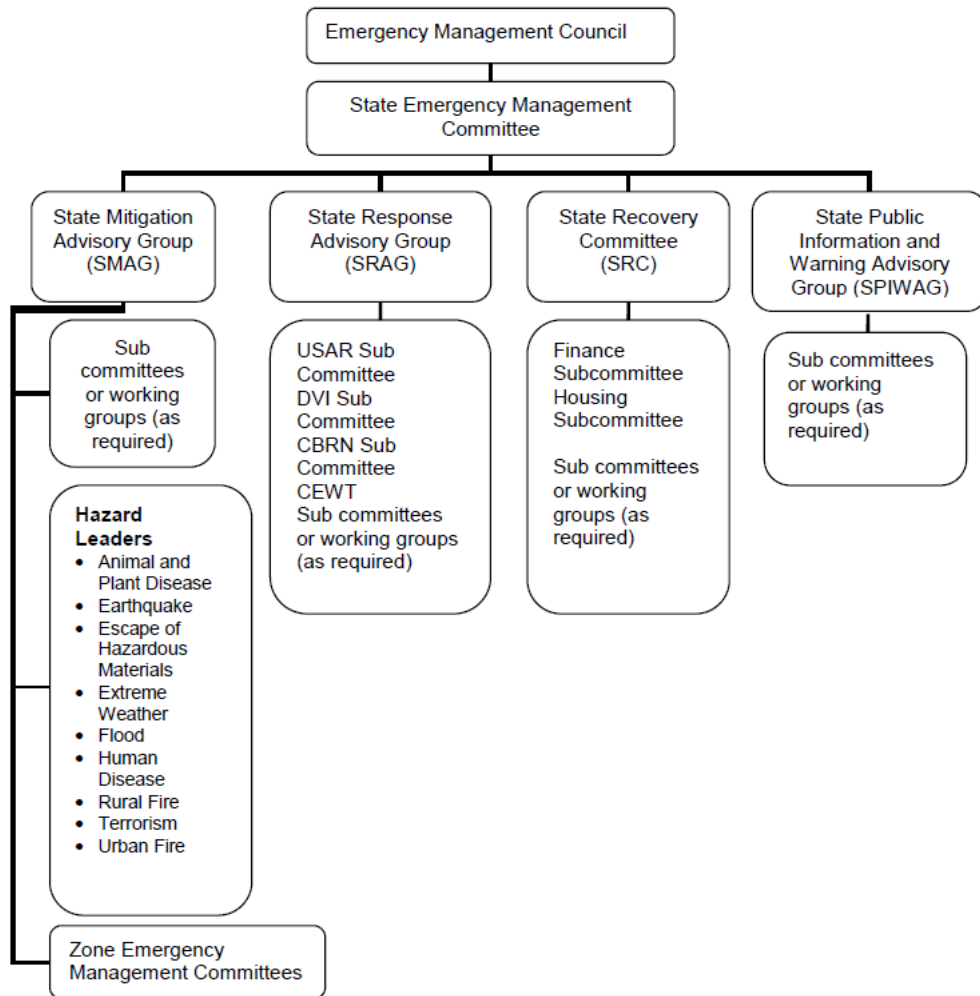 Emergency Management Council
State Emergency Management
Committee
State Mitigation
Advisory Group
(SMAG)
State Response
Advisory Group
(SRAG)
State Recovery
Committee
(SRC)
State Public
Information and
Warning Advisory
Group (SPIWAG)
Sub
committees
or working
groups (as
required)
USAR Sub
Committee
DVI Sub
Committee
CBRN Sub
Committee
CEWT
Sub committees
or working groups
(as required)
Finance
Subcommittee
Housing
Subcommittee
Sub committees
or working
groups (as
required)
Sub committees
or working
groups (as
required)
Hazard
Leaders
• Animal and
Plant Disease
• Earthquake
• Escape of
Hazardous
Materials
• Extreme
Weather
• Flood
• Human
Disease
• Rural Fire
• Terrorism
• Urban Fire
Zone Emergency
Management Committees